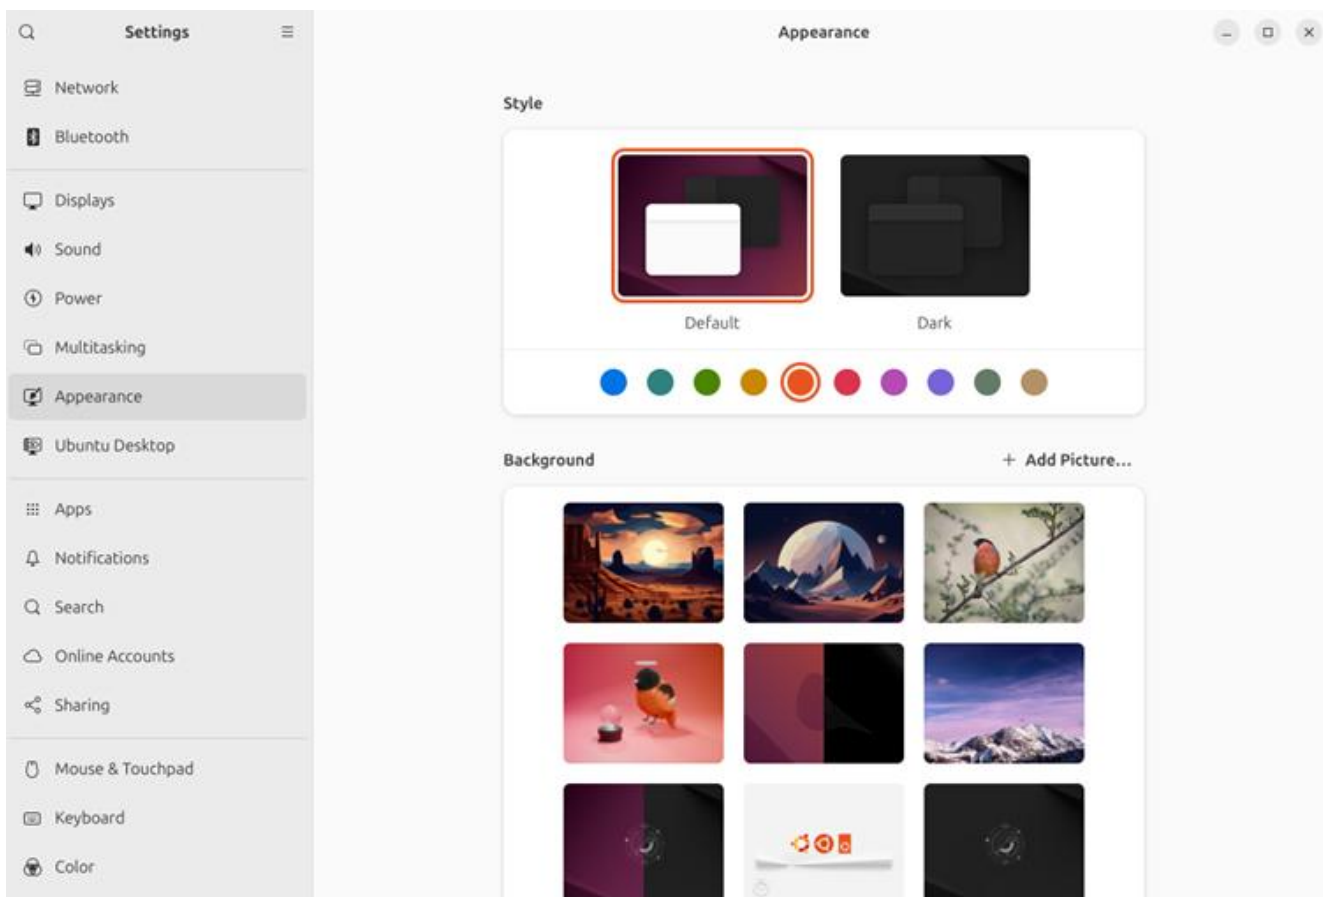 Settings
Network
Bluetooth
Displays
Sound
Power
Multitasking
Appearance
Ubuntu Desktop
Apps
Notifications
Search
Online Accounts
Sharing
Mouse & Touchpad
Keyboard
Color
Appearance
Style
Default
Dark
Background
+ Add Picture...